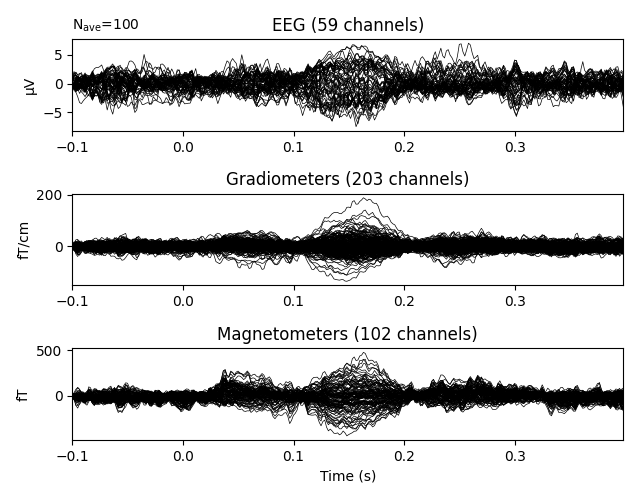 N_ave=100
EEG (59 channels)
5
0
−5
µV
−0.1 0.0 0.1 0.2 0.3
Gradiometers (203 channels)
200
0
fT/cm
−0.1 0.0 0.1 0.2 0.3
Magnetometers (102 channels)
500
0
fT
−0.1 0.0 0.1 0.2 0.3
Time (s)